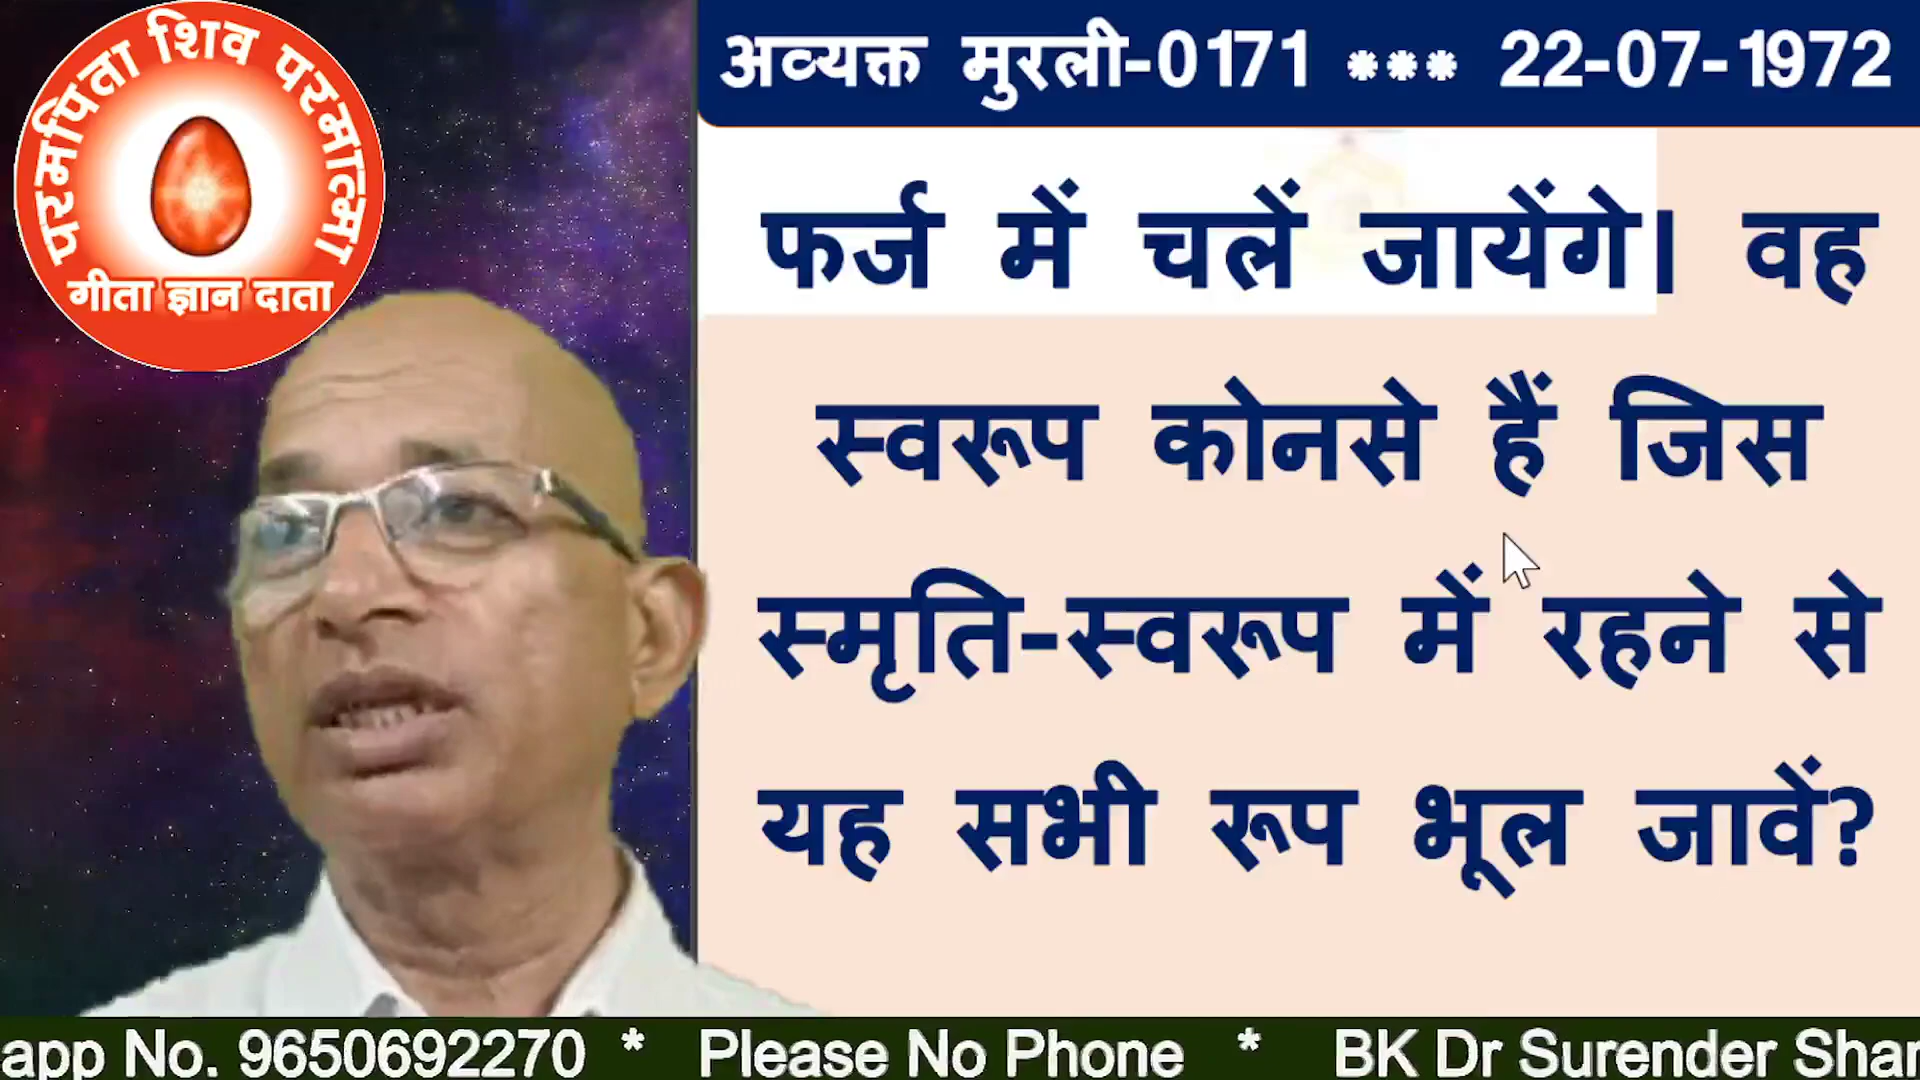 परमपिता शिव परमात्मा
गीता ज्ञान दाता
अव्यक्त मुरली-0171 *** 22-07-1972
फर्ज में चलें जायेंगे। वह
स्वरूप कोनसे हैं जिस
स्मृति-स्वरूप में रहने से
यह सभी रूप भूल जावें?
app No. 9650692270 * Please No Phone * BK Dr Surender Shar